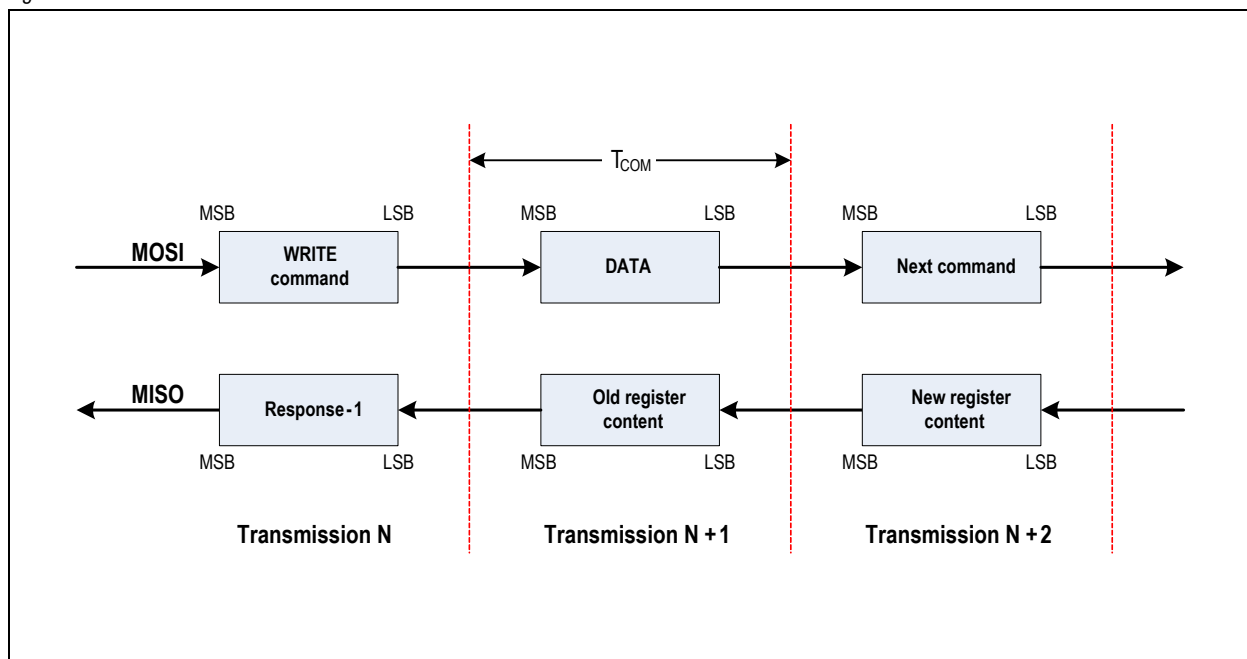 T_COM
MSB LSB MSB LSB MSB LSB
MOSI WRITE command DATA Next command
MISO Response-1 Old register content New register content
MSB LSB MSB LSB MSB LSB
Transmission N Transmission N+1 Transmission N+2